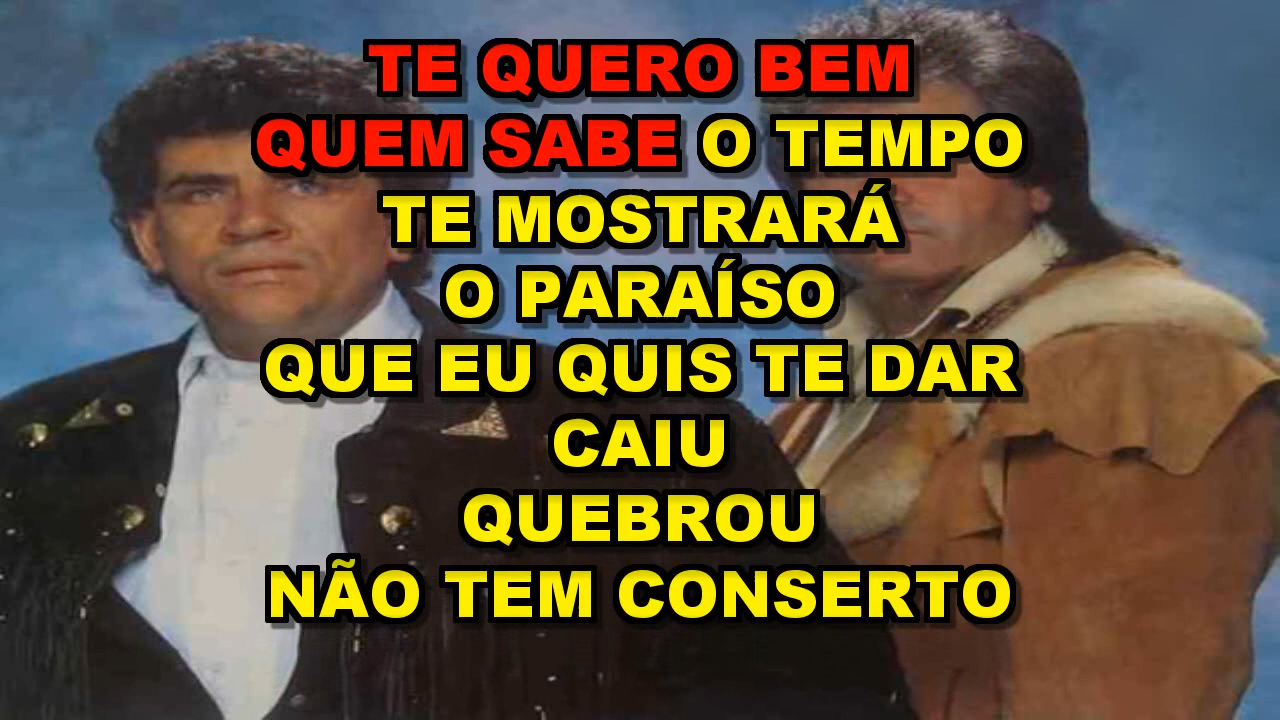 TE QUERO BEM
QUEM SABE O TEMPO
TE MOSTRARÁ
O PARAÍSO
QUE EU QUIS TE DAR
CAIU
QUEBROU
NÃO TEM CONSERTO